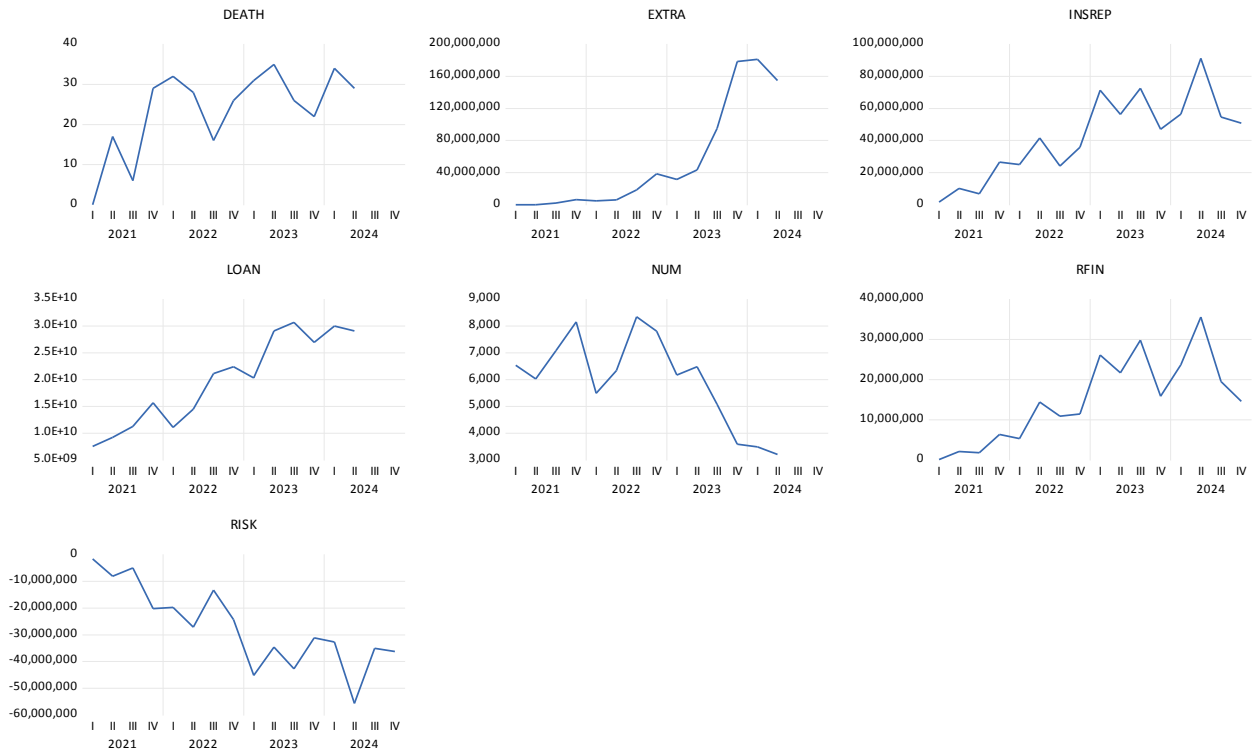 DEATH
40
30
20
10
0
I II III IV I II III IV I II III IV I II III IV
2021 2022 2023 2024
EXTRA
200,000,000
160,000,000
120,000,000
80,000,000
40,000,000
0
I II III IV I II III IV I II III IV I II III IV
2021 2022 2023 2024
INSREP
100,000,000
80,000,000
60,000,000
40,000,000
20,000,000
0
I II III IV I II III IV I II III IV I II III IV
2021 2022 2023 2024
LOAN
3.5E+10
3.0E+10
2.5E+10
2.0E+10
1.5E+10
1.0E+10
5.0E+09
I II III IV I II III IV I II III IV I II III IV
2021 2022 2023 2024
NUM
9,000
8,000
7,000
6,000
5,000
4,000
3,000
I II III IV I II III IV I II III IV I II III IV
2021 2022 2023 2024
RFIN
40,000,000
30,000,000
20,000,000
10,000,000
0
I II III IV I II III IV I II III IV I II III IV
2021 2022 2023 2024
RISK
0
-10,000,000
-20,000,000
-30,000,000
-40,000,000
-50,000,000
-60,000,000
I II III IV I II III IV I II III IV I II III IV
2021 2022 2023 2024